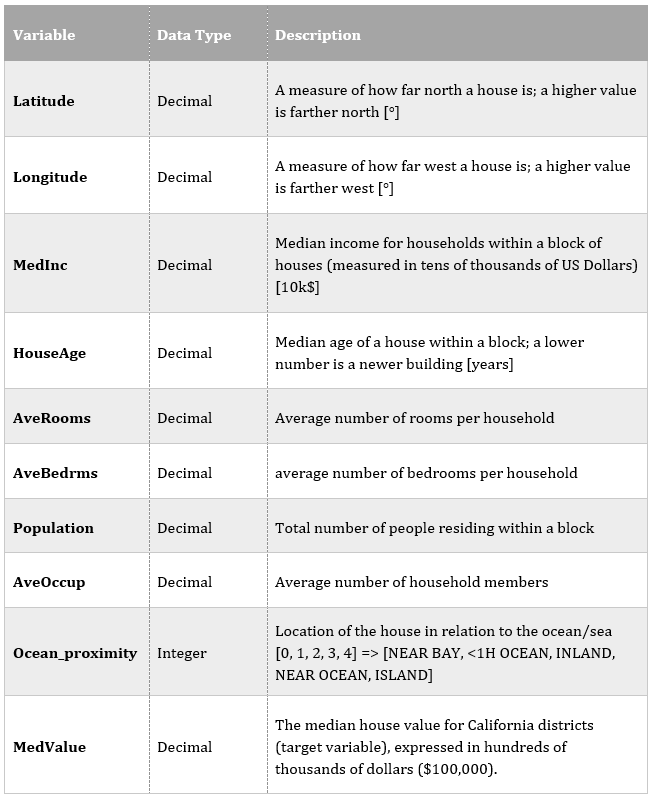 Variable Data Type Description
Latitude Decimal A measure of how far north a house is; a higher value
is farther north [°]
Longitude Decimal A measure of how far west a house is; a higher value
is farther west [°]
MedInc Decimal Median income for households within a block of
houses (measured in tens of thousands of US Dollars)
[10k$]
HouseAge Decimal Median age of a house within a block; a lower
number is a newer building [years]
AveRooms Decimal Average number of rooms per household
AveBedrms Decimal average number of bedrooms per household
Population Decimal Total number of people residing within a block
AveOccup Decimal Average number of household members
Ocean_proximity Integer Location of the house in relation to the ocean/sea
[0, 1, 2, 3, 4] => [NEAR BAY, <1H OCEAN, INLAND,
NEAR OCEAN, ISLAND]
MedValue Decimal The median house value for California districts
(target variable), expressed in hundreds of
thousands of dollars ($100,000).